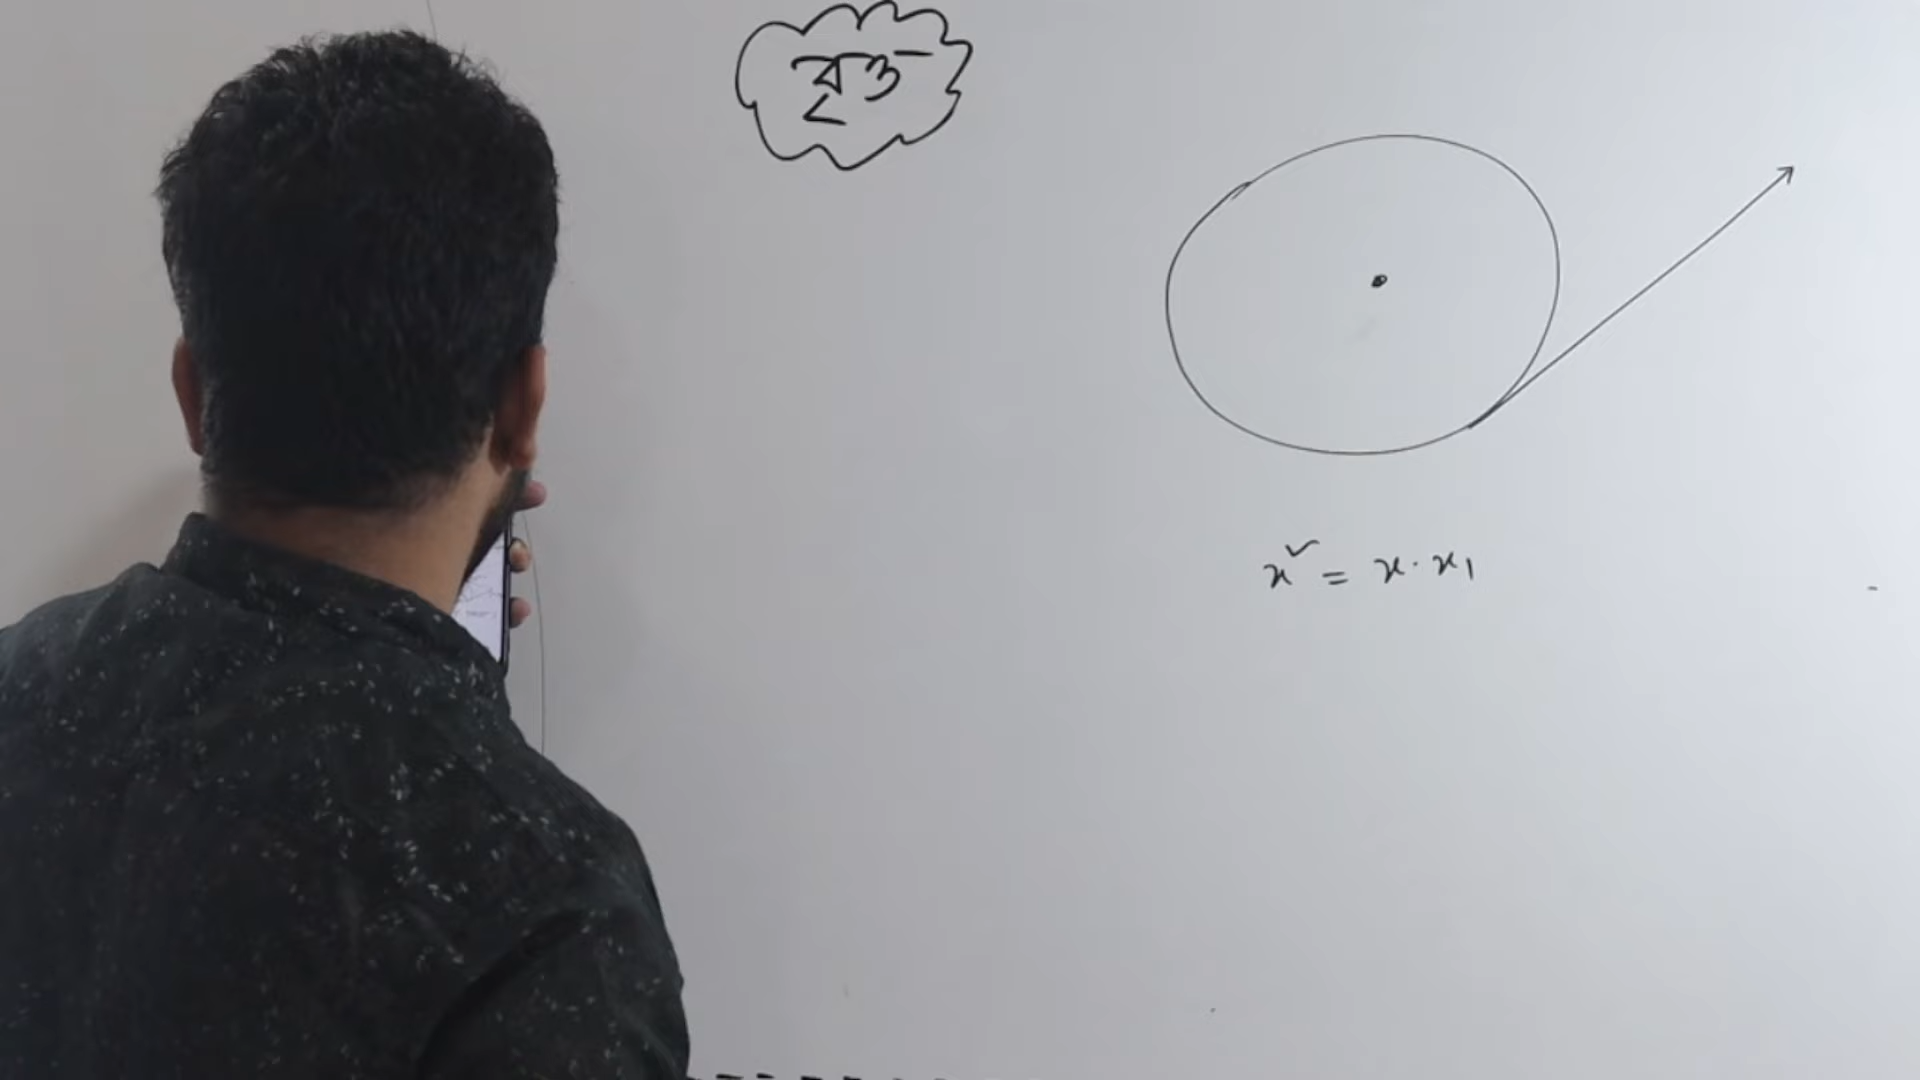 বৃত্ত
x² = x · x₁